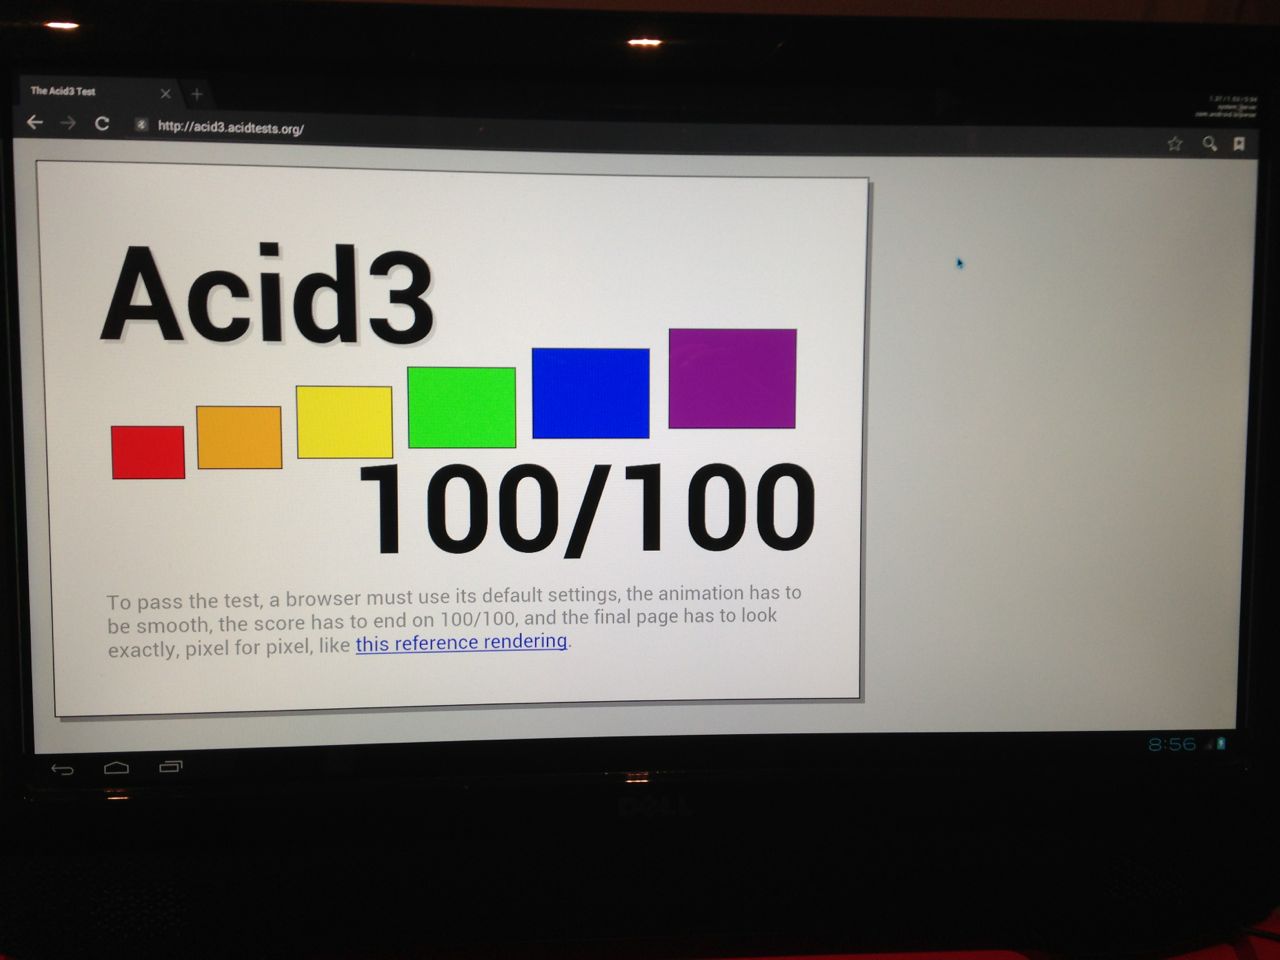 The Acid3 Test
http://acid3.acidtests.org/
Acid3
100/100
To pass the test, a browser must use its default settings, the animation has to
be smooth, the score has to end on 100/100, and the final page has to look
exactly, pixel for pixel, like this reference rendering.
8:56
DELL